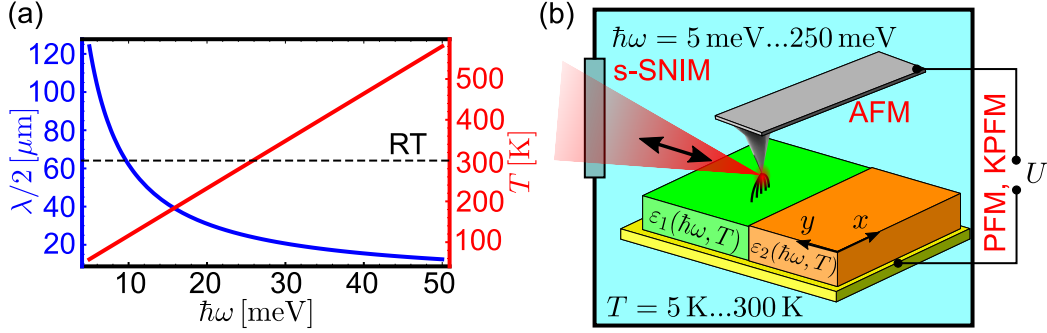 (a)
120
100
80
60
40
20
λ/2 [μm]
10
20
30
40
50
ħω [meV]
500
400
300
200
100
T [K]
RT
(b)
ħω = 5 meV...250 meV
s-SNIM
AFM
PFM, KPFM
U
ε₁(ħω, T)
ε₂(ħω, T)
y
x
T = 5 K...300 K